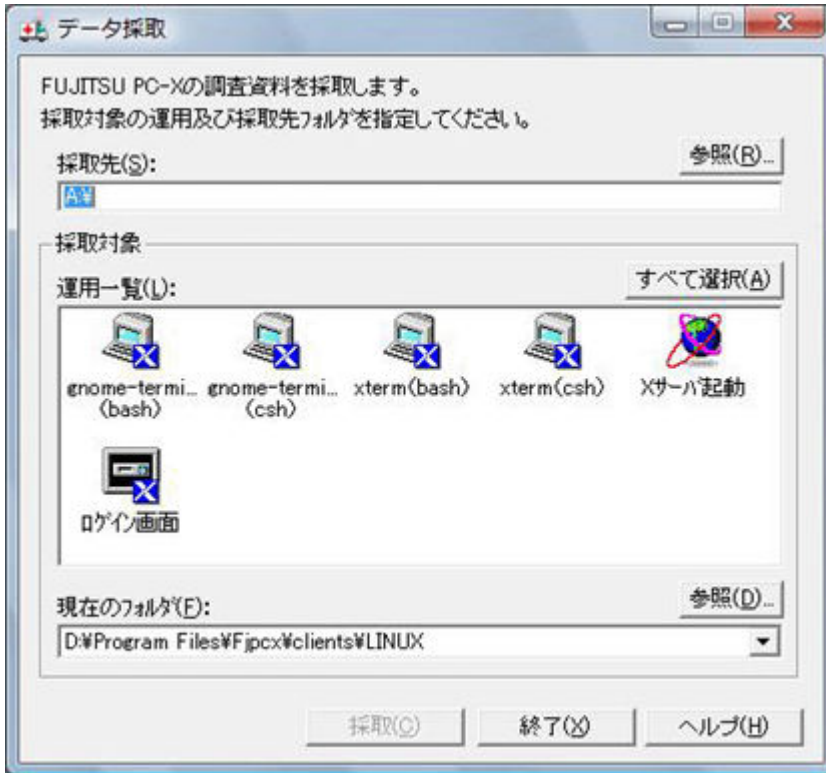 データ採取
FUJITSU PC-Xの調査資料を採取します。
採取対象の運用及び採取先フォルダを指定してください。
採取先(S):
参照(R)...
A:¥
採取対象
運用一覧(L):
すべて選択(A)
gnome-termi... (bash)
gnome-termi... (csh)
xterm(bash)
xterm(csh)
Xサーバ起動
ログイン画面
現在のフォルダ(F):
参照(D)...
D:¥Program Files¥Fjpcx¥clients¥LINUX
採取(C)
終了(X)
ヘルプ(H)